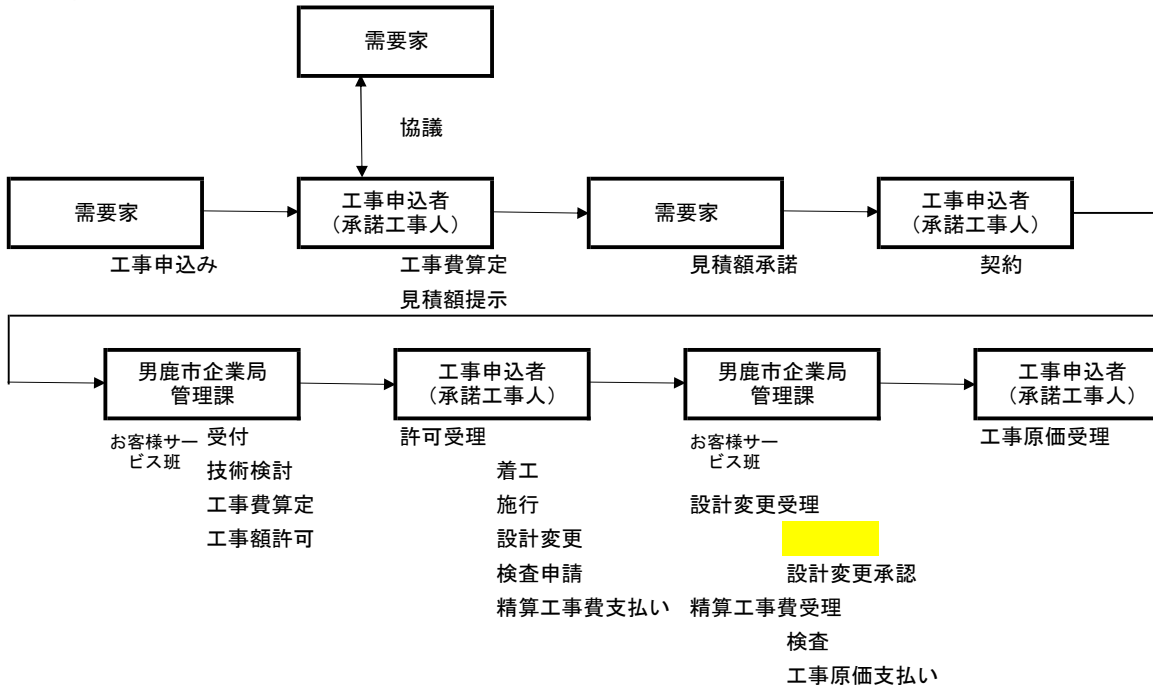 需要家
協議
需要家
工事申込者
（承諾工事人）
需要家
工事申込者
（承諾工事人）
工事申込み
工事費算定
見積額提示
見積額承諾
契約
男鹿市企業局
管理課
工事申込者
（承諾工事人）
男鹿市企業局
管理課
工事申込者
（承諾工事人）
お客様サー
ビス班
受付
技術検討
工事費算定
工事額許可
許可受理
着工
施行
設計変更
検査申請
精算工事費支払い
お客様サー
ビス班
設計変更受理
設計変更承認
精算工事費受理
検査
工事原価支払い
工事原価受理